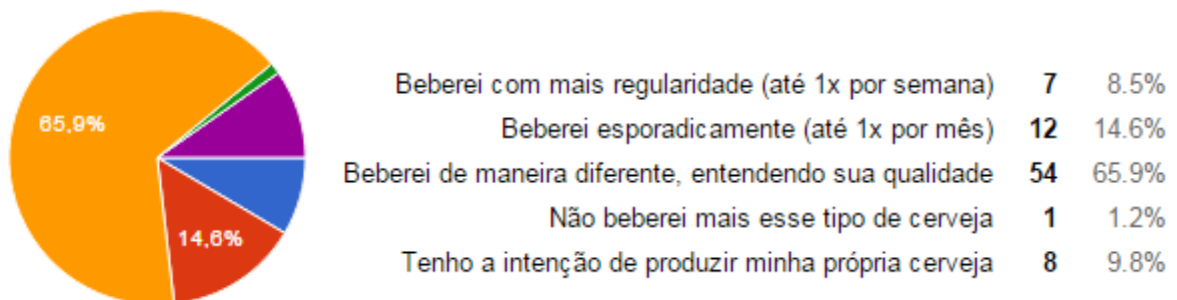 65,9%
14,6%
Beberei com mais regularidade (até 1x por semana) 7 8.5%
Beberei esporadicamente (até 1x por mês) 12 14.6%
Beberei de maneira diferente, entendendo sua qualidade 54 65.9%
Não beberei mais esse tipo de cerveja 1 1.2%
Tenho a intenção de produzir minha própria cerveja 8 9.8%